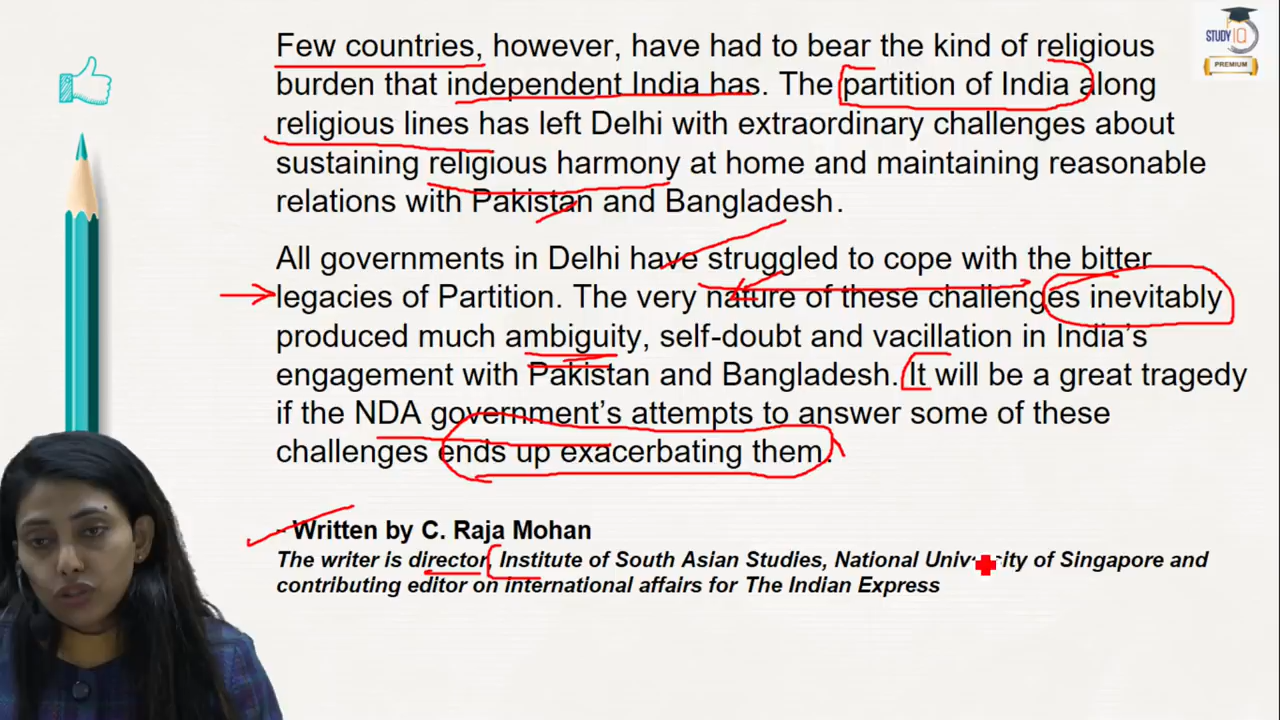 STUDY IQ
PREMIUM
Few countries, however, have had to bear the kind of religious
burden that independent India has. The partition of India along
religious lines has left Delhi with extraordinary challenges about
sustaining religious harmony at home and maintaining reasonable
relations with Pakistan and Bangladesh.
All governments in Delhi have struggled to cope with the bitter
legacies of Partition. The very nature of these challenges inevitably
produced much ambiguity, self-doubt and vacillation in India's
engagement with Pakistan and Bangladesh. It will be a great tragedy
if the NDA government's attempts to answer some of these
challenges ends up exacerbating them.
- Written by C. Raja Mohan
The writer is director, Institute of South Asian Studies, National University of Singapore and
contributing editor on international affairs for The Indian Express